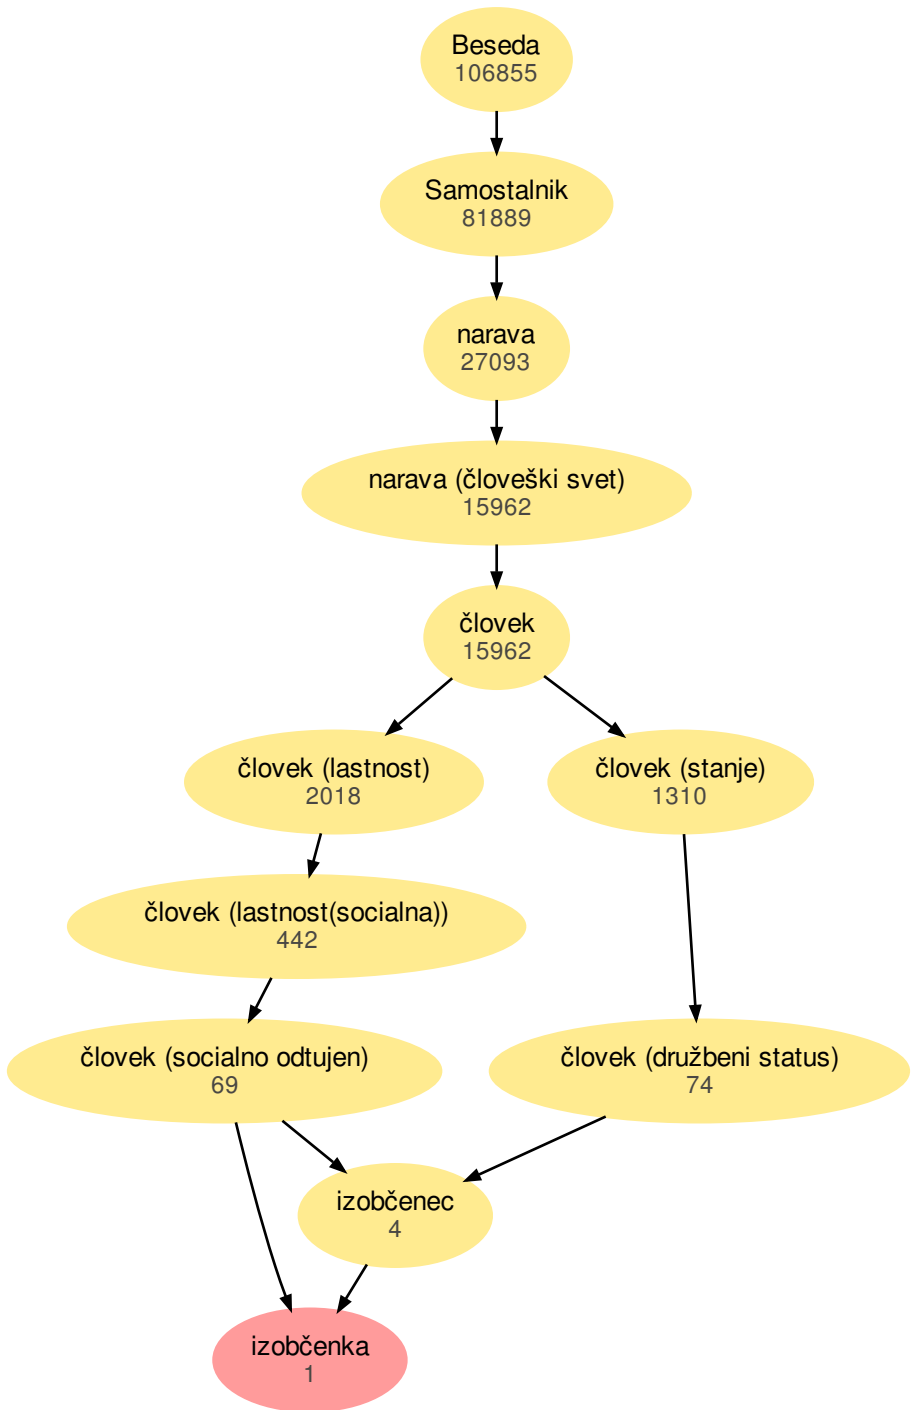 Beseda
106855
Samostalnik
81889
narava
27093
narava (človeški svet)
15962
človek
15962
človek (lastnost)
2018
človek (stanje)
1310
človek (lastnost(socialna))
442
človek (socialno odtujen)
69
človek (družbeni status)
74
izobčenec
4
izobčenka
1